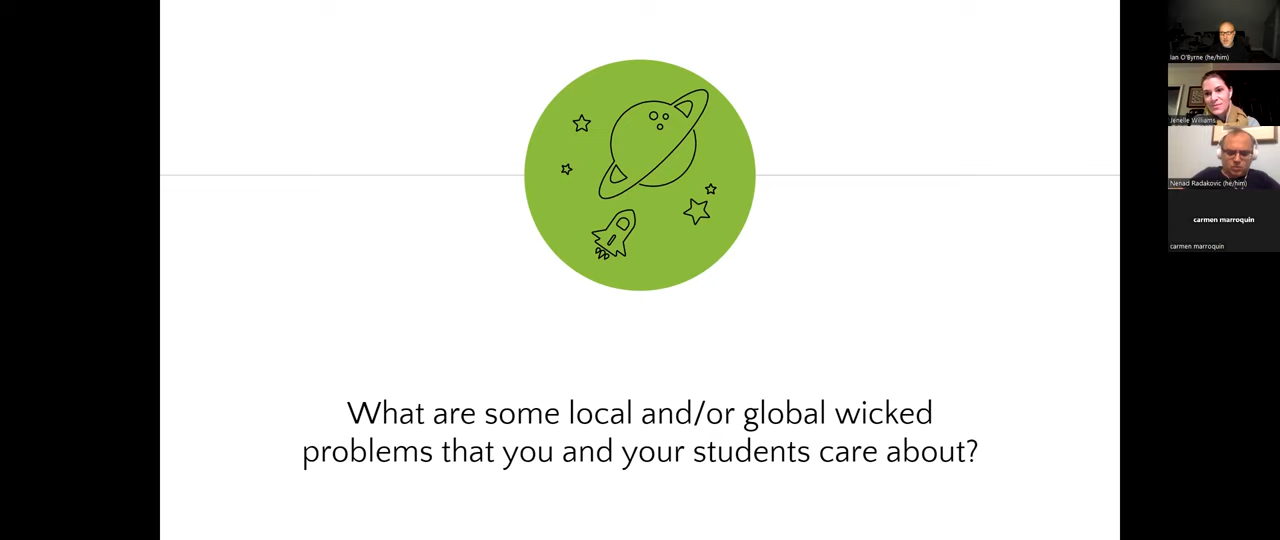 What are some local and/or global wicked
problems that you and your students care about?
Ian O'Byrne (he/him)
Jenelle Williams
Nenad Radakovic (he/him)
carmen marroquin
carmen marroquin